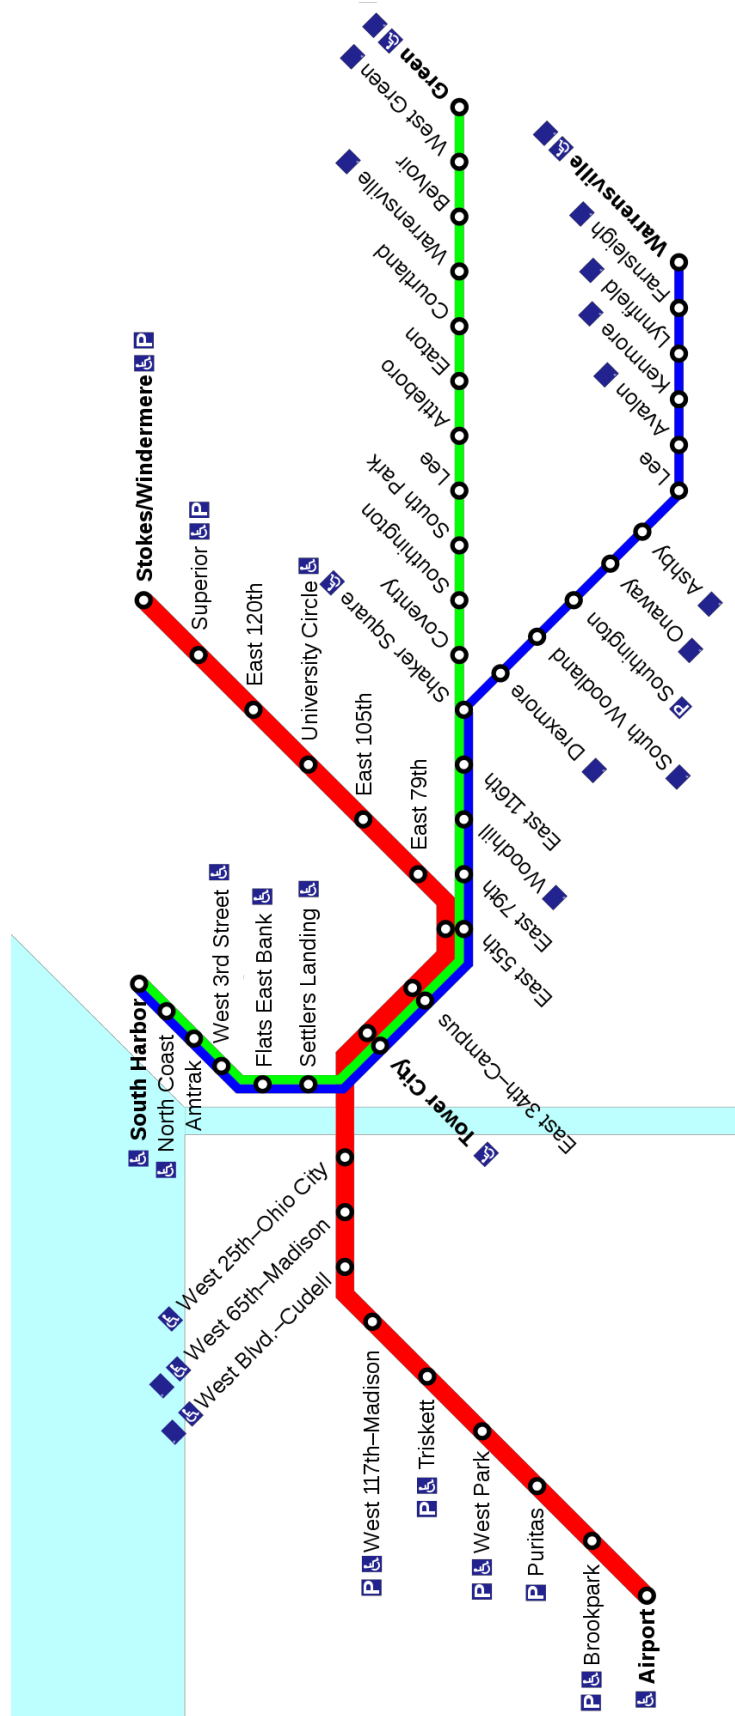 Green
West Green
Belvoir
Warrensville
Courtland
Eaton
Attleboro
Lee
South Park
Southington
Coventry
Shaker Square
Warrensville
Farnsleigh
Lynnfield
Kenmore
Avalon
Lee
Ashby
Onaway
P
Southington
South Woodland
Drexmore
Stokes/Windermere
P
Superior
P
East 120th
University Circle
East 105th
East 79th
East 116th
Woodhill
East 79th
East 55th
East 34th–Campus
Tower City
Settlers Landing
Flats East Bank
West 3rd Street
Amtrak
North Coast
South Harbor
West 25th–Ohio City
West 65th–Madison
West Blvd.–Cudell
P
West 117th–Madison
P
Triskett
P
West Park
P
Puritas
P
Brookpark
Airport